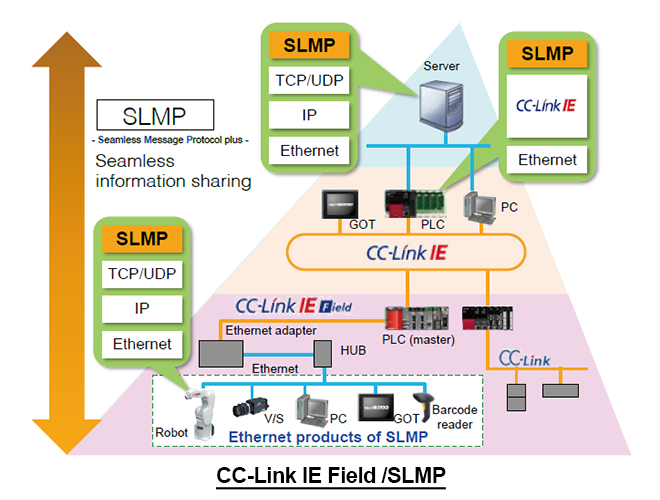 SLMP
TCP/UDP
IP
Ethernet
Server
SLMP
CC-Link IE
Ethernet
SLMP
- Seamless Message Protocol plus -
Seamless
information sharing
GOT
PLC
PC
CC-Link IE
SLMP
TCP/UDP
IP
Ethernet
CC-Link IE Field
Ethernet adapter
PLC (master)
HUB
Ethernet
CC-Link
Robot
V/S
PC
GOT
Barcode
reader
Ethernet products of SLMP
CC-Link IE Field /SLMP